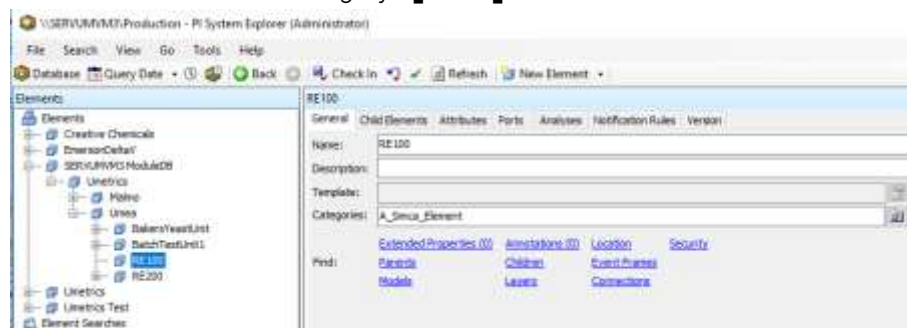 \\SERVUMVM3\Production - PI System Explorer (Administrator)
File Search View Go Tools Help
Database Query Date Back Check In Refresh New Element
Elements
Elements
Creative Chemicals
EmersonDeltaV
SERVUMVM3 ModuleDB
Umetrics
Malmo
Umea
BakersYeastUnit
BatchTestUnit1
RE100
RE200
Umetrics
Umetrics Test
Element Searches
RE100
General Child Elements Attributes Ports Analyses Notification Rules Version
Name: RE100
Description:
Template:
Categories: A_Simca_Element
Extended Properties (0) Annotations (0) Location Security
Find: Parents Children Event Frames
Models Layers Connections